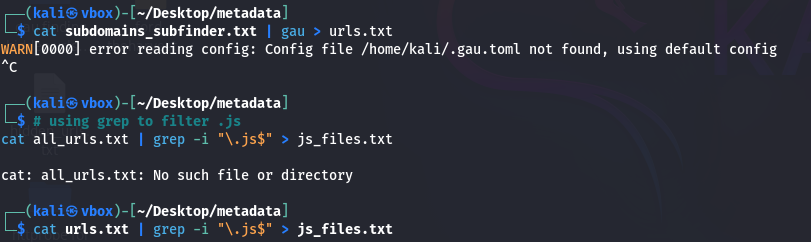 ┌──(kali㉿vbox)-[~/Desktop/metadata]
└─$ cat subdomains_subfinder.txt | gau > urls.txt
WARN[0000] error reading config: Config file /home/kali/.gau.toml not found, using default config
^C
┌──(kali㉿vbox)-[~/Desktop/metadata]
└─$ # using grep to filter .js
cat all_urls.txt | grep -i "\.js$" > js_files.txt
cat: all_urls.txt: No such file or directory
┌──(kali㉿vbox)-[~/Desktop/metadata]
└─$ cat urls.txt | grep -i "\.js$" > js_files.txt